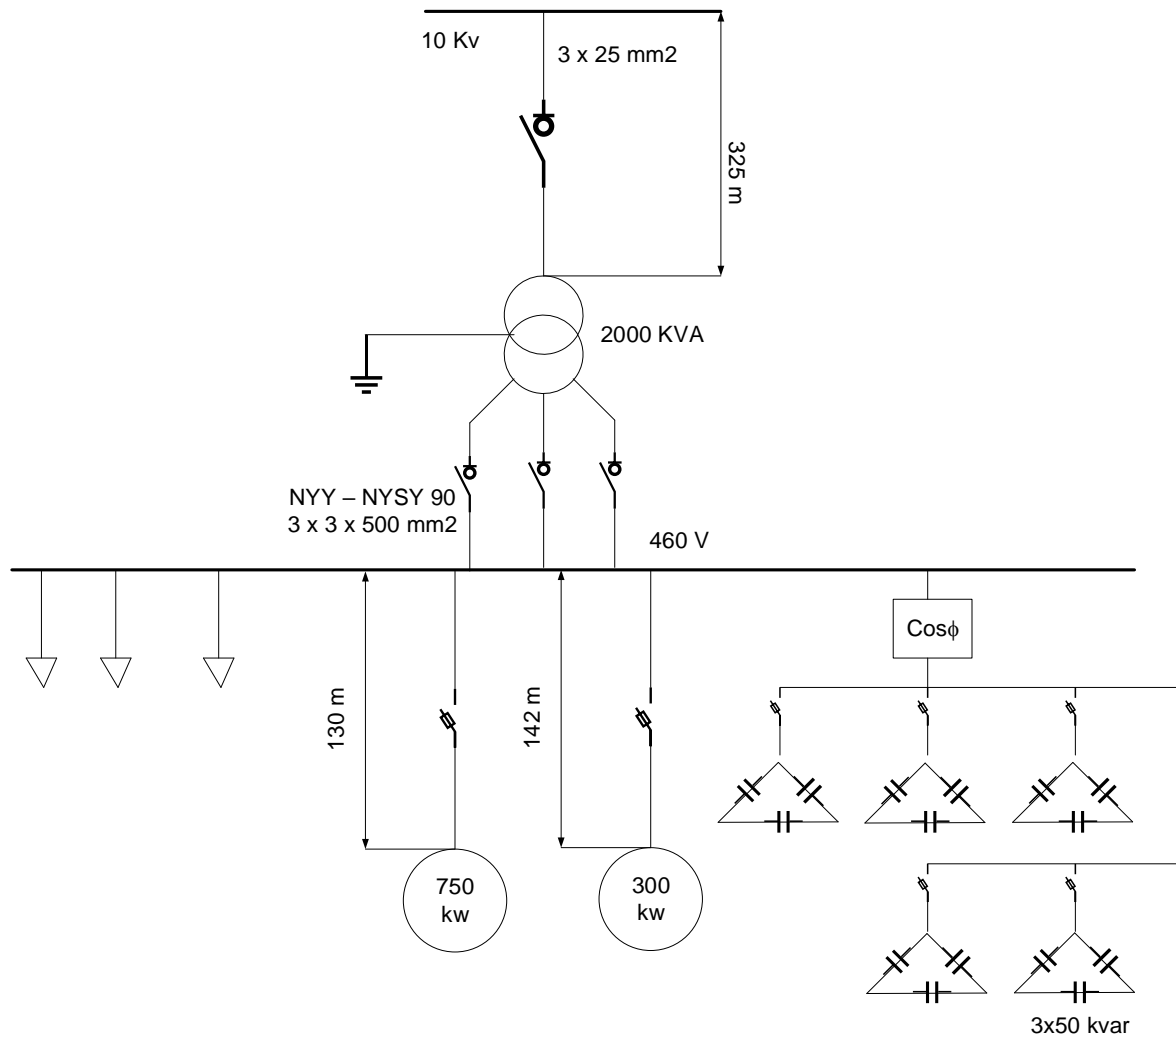 10 Kv
3 x 25 mm2
325 m
2000 KVA
NYY – NYSY 90
3 x 3 x 500 mm2
460 V
Cosϕ
130 m
142 m
750
kw
300
kw
3x50 kvar